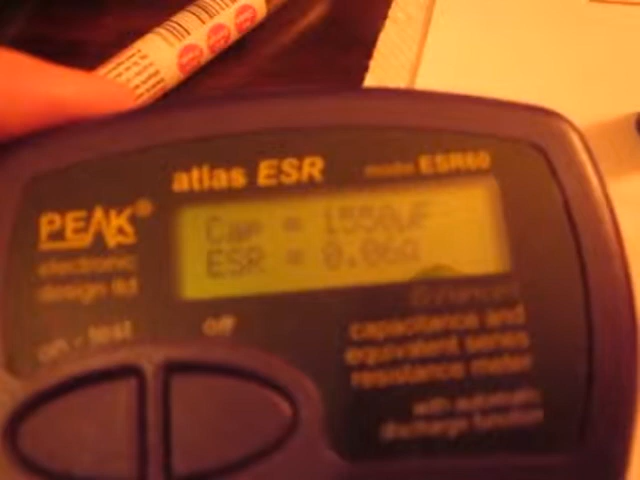 atlas ESR model ESR60
PEAK®
electronic
design ltd
Cap = 1550µF
ESR = 0.06Ω
on - test
off
Enhanced
capacitance and
equivalent series
resistance meter
with automatic
discharge function